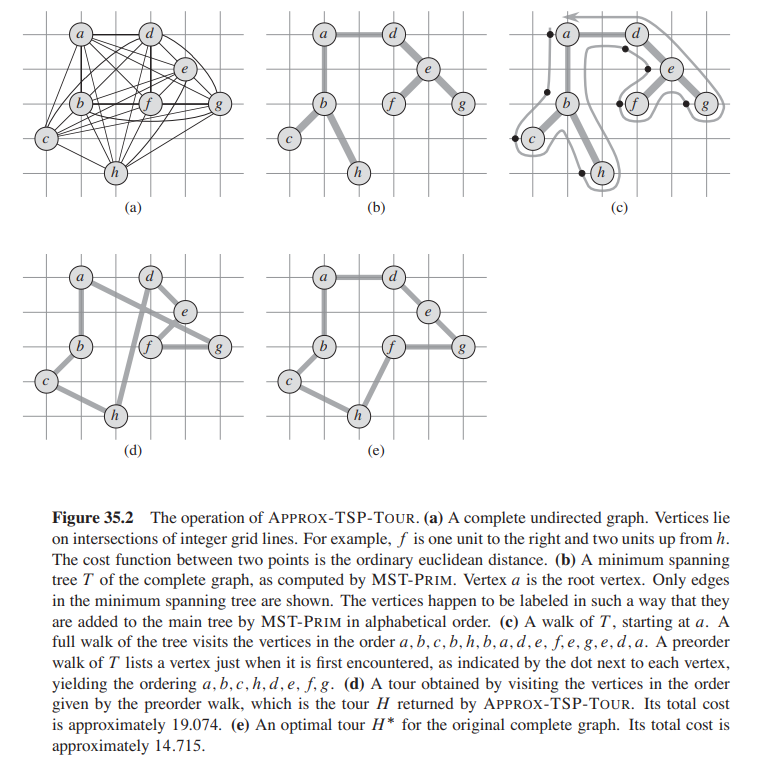 a d
e
b f g
c
h
(a)
a d
e
b f g
c
h
(b)
a d
e
b f g
c
h
(c)
a d
e
b f g
c
h
(d)
a d
e
b f g
c
h
(e)
Figure 35.2 The operation of APPROX-TSP-TOUR. (a) A complete undirected graph. Vertices lie
on intersections of integer grid lines. For example, f is one unit to the right and two units up from h.
The cost function between two points is the ordinary euclidean distance. (b) A minimum spanning
tree T of the complete graph, as computed by MST-PRIM. Vertex a is the root vertex. Only edges
in the minimum spanning tree are shown. The vertices happen to be labeled in such a way that they
are added to the main tree by MST-PRIM in alphabetical order. (c) A walk of T, starting at a. A
full walk of the tree visits the vertices in the order a, b, c, b, h, b, a, d, e, f, e, g, e, d, a. A preorder
walk of T lists a vertex just when it is first encountered, as indicated by the dot next to each vertex,
yielding the ordering a, b, c, h, d, e, f, g. (d) A tour obtained by visiting the vertices in the order
given by the preorder walk, which is the tour H returned by APPROX-TSP-TOUR. Its total cost
is approximately 19.074. (e) An optimal tour H* for the original complete graph. Its total cost is
approximately 14.715.